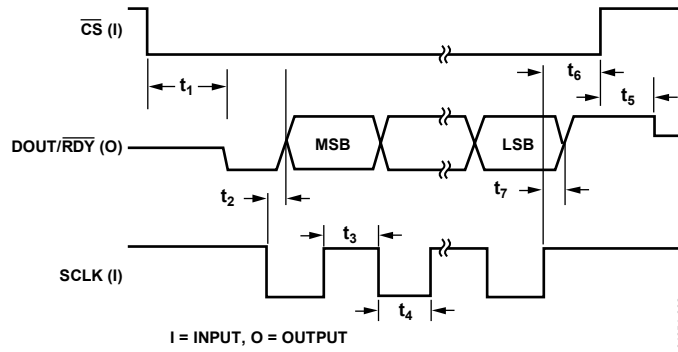 CS (I)
t6
t1
t5
DOUT/RDY (O)
MSB
LSB
t2
t7
t3
SCLK (I)
t4
I = INPUT, O = OUTPUT